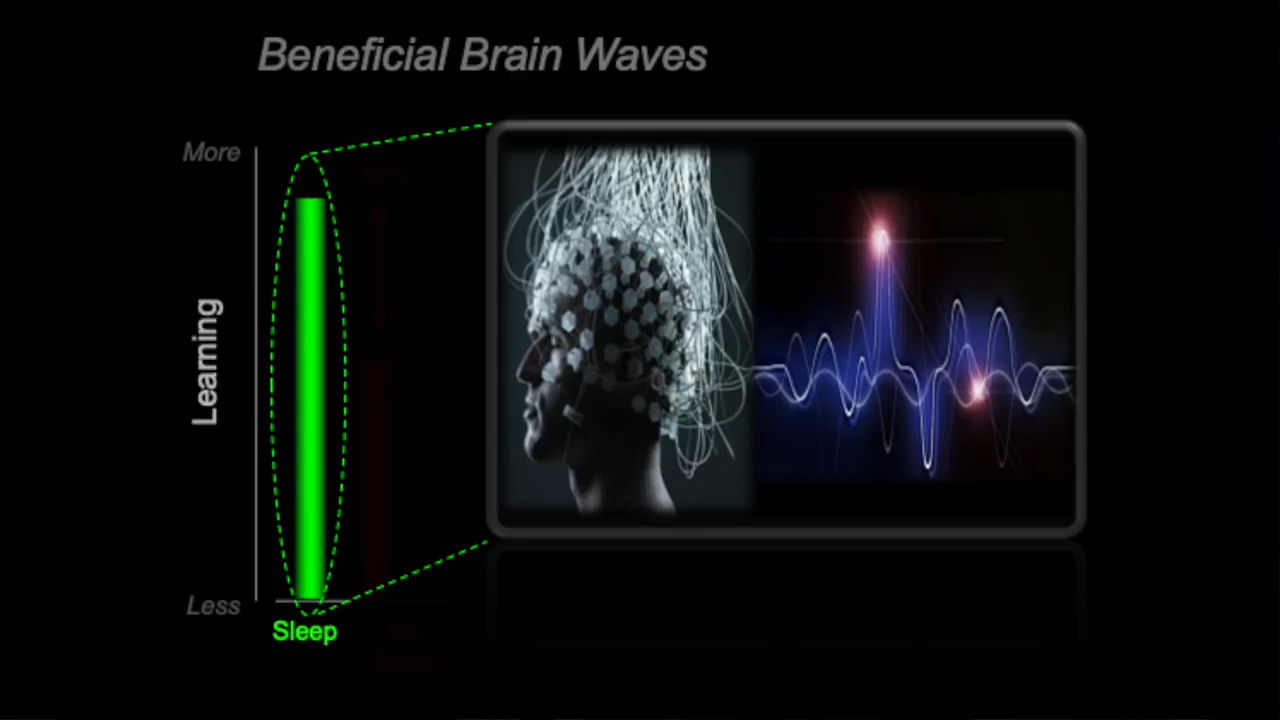 Beneficial Brain Waves
More
Learning
Less
Sleep